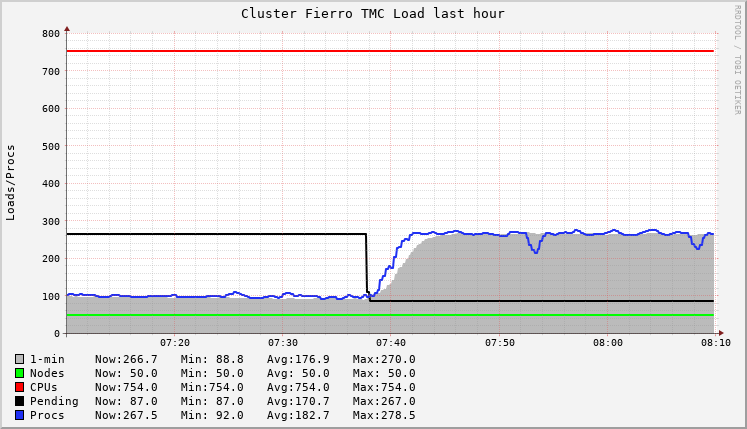 Cluster Fierro TMC Load last hour
RRDTOOL / TOBI OETIKER
Loads/Procs
800
700
600
500
400
300
200
100
0
07:20 07:30 07:40 07:50 08:00 08:10
1-min Now:266.7 Min: 88.8 Avg:176.9 Max:270.0
Nodes Now: 50.0 Min: 50.0 Avg: 50.0 Max: 50.0
CPUs Now:754.0 Min:754.0 Avg:754.0 Max:754.0
Pending Now: 87.0 Min: 87.0 Avg:170.7 Max:267.0
Procs Now:267.5 Min: 92.0 Avg:182.7 Max:278.5